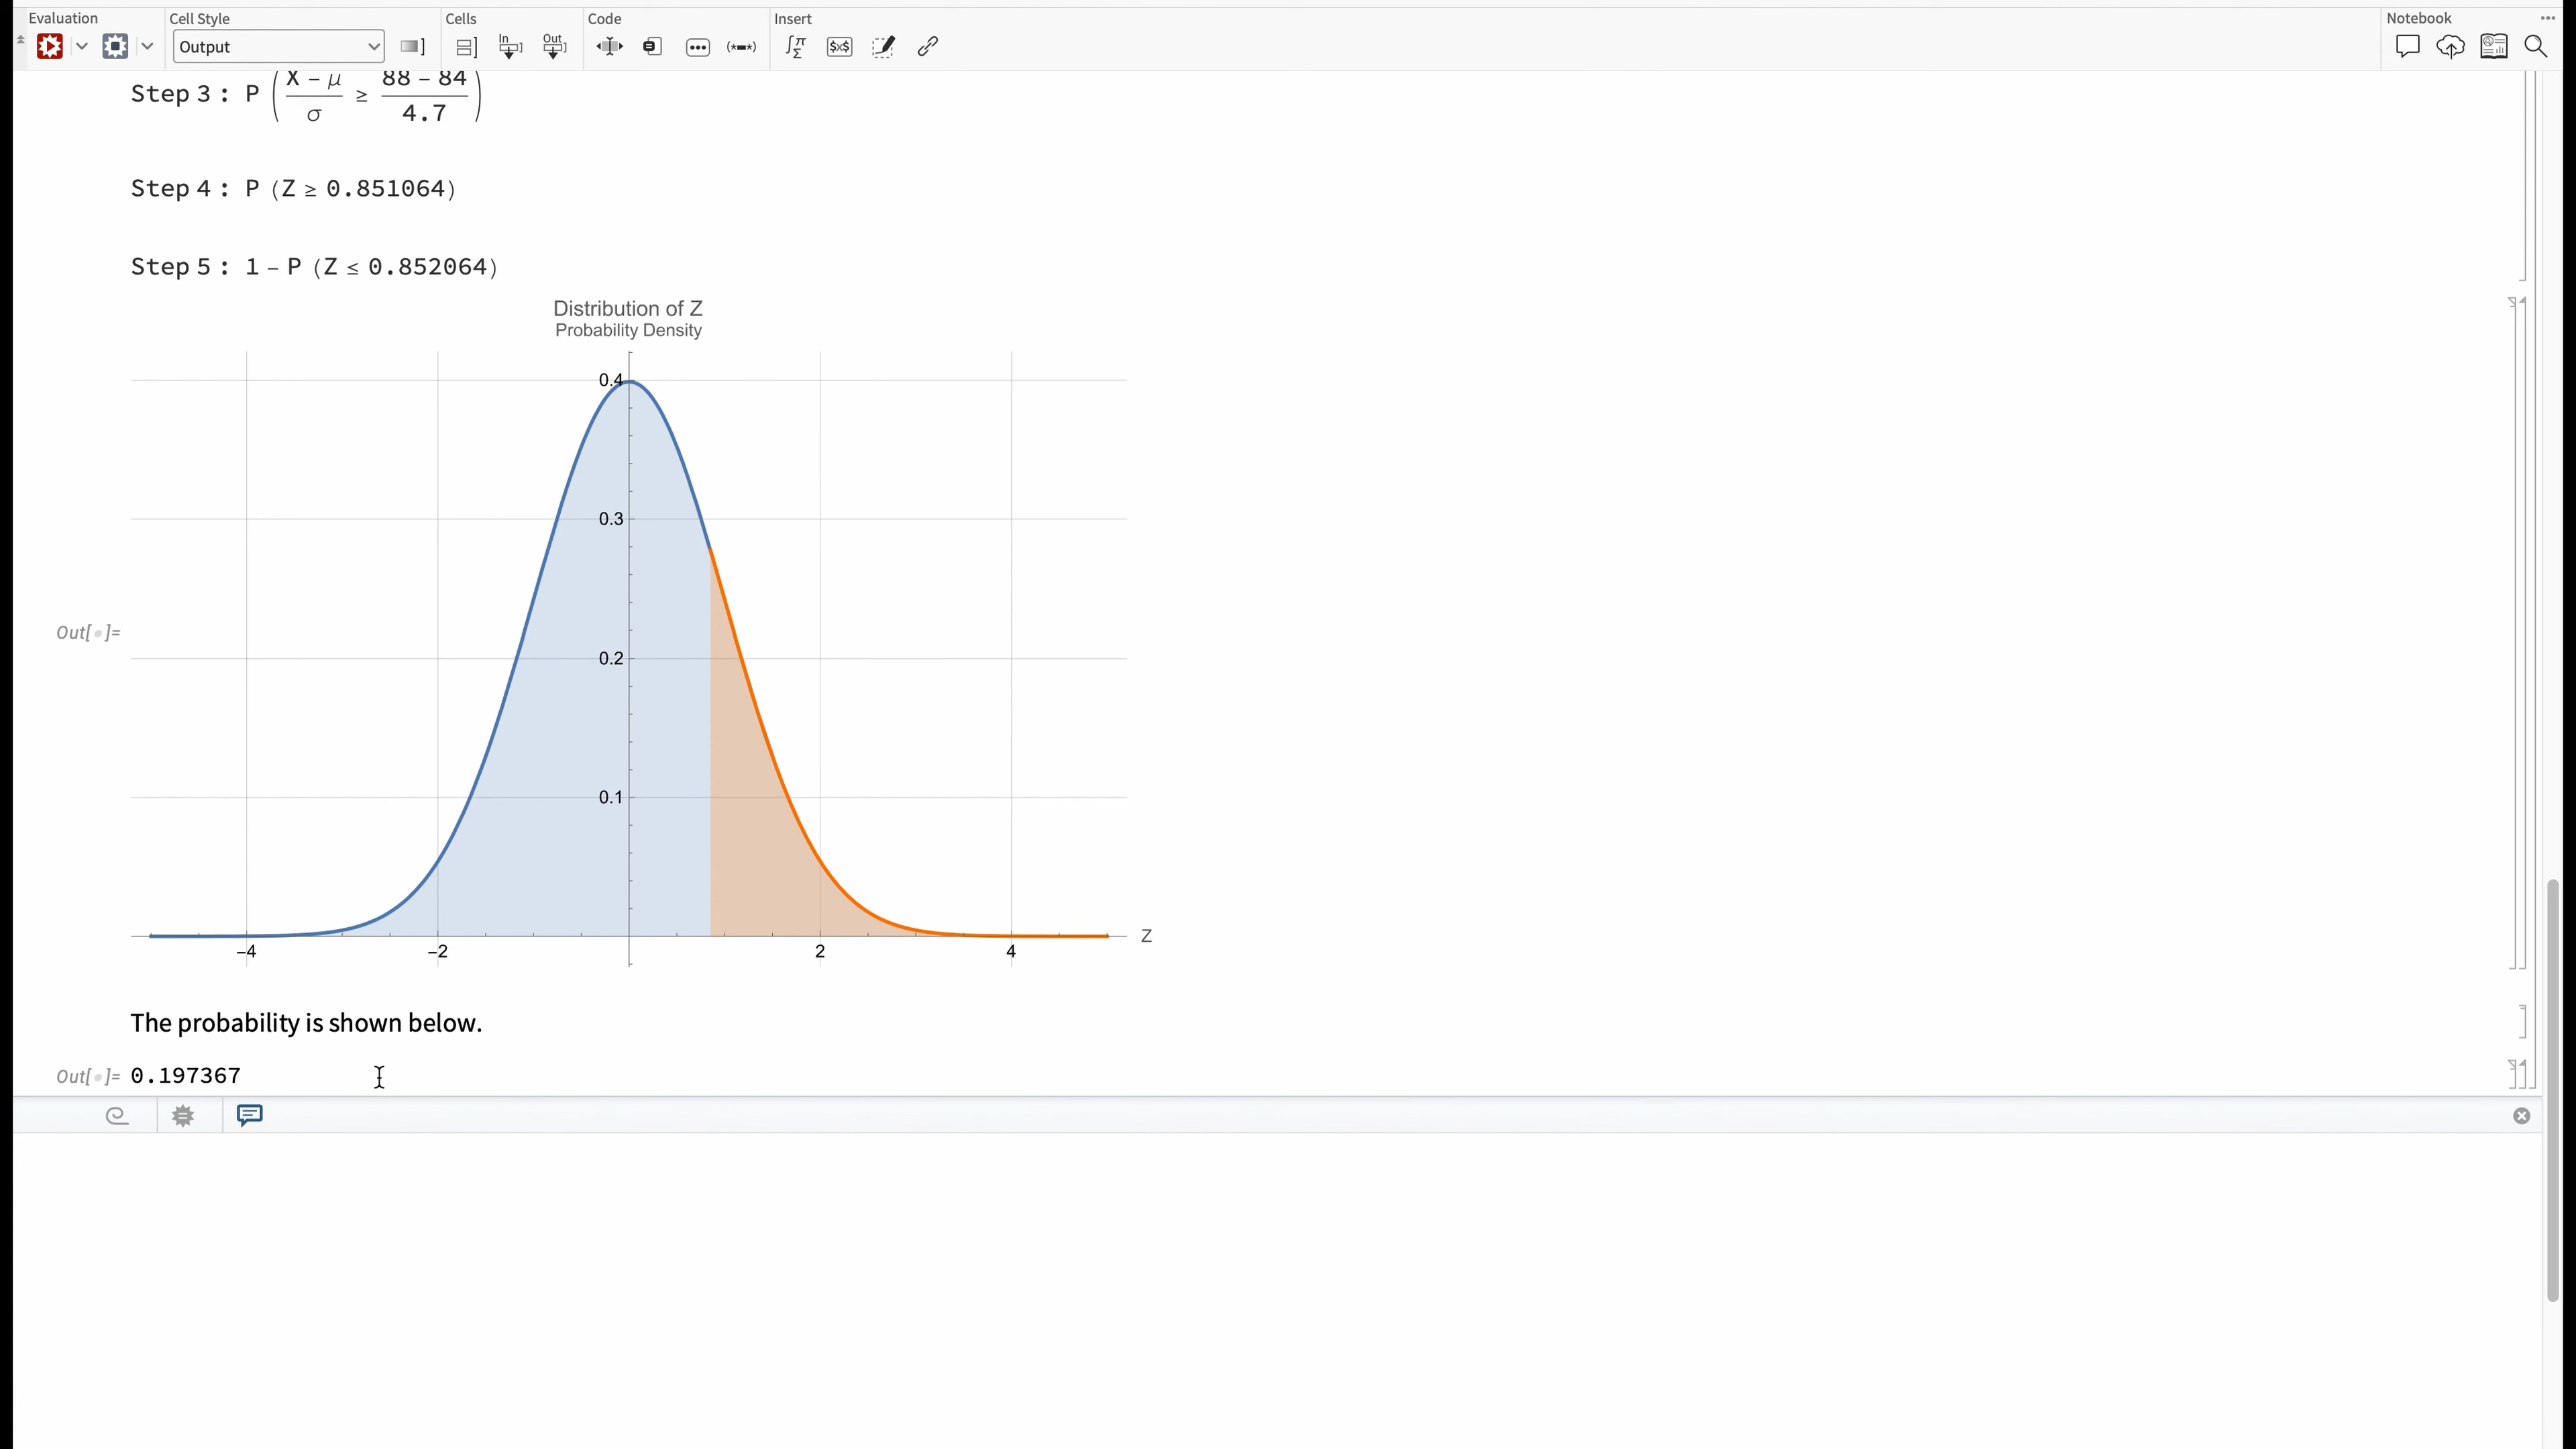 Evaluation Cell Style Cells Code Insert Notebook
Output In Out $x$
Step 3 : P ( (X – μ)/σ ≥ (88 – 84)/4.7 )
Step 4 : P (Z ≥ 0.851064)
Step 5 : 1 – P (Z ≤ 0.852064)
Distribution of Z
Probability Density
0.4
0.3
Out[ ]=
0.2
0.1
Z
-4 -2 2 4
The probability is shown below.
Out[ ]= 0.197367